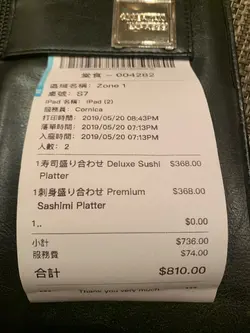 堂食 - 004282
區域名稱: Zone 1
桌號: B7
iPad 名稱: iPad (2)
服務員: Cornica
打印時間: 2019/05/20 08:43PM
落單時間: 2019/05/20 07:13PM
入座時間: 2019/05/20 07:13PM
人數: 2
1 寿司盛り合わせ Deluxe Sushi Platter $368.00
1 刺身盛り合わせ Premium Sashimi Platter $368.00
1 .. $0.00
小計 $736.00
服務費 $74.00
合計 $810.00
Thank you very much